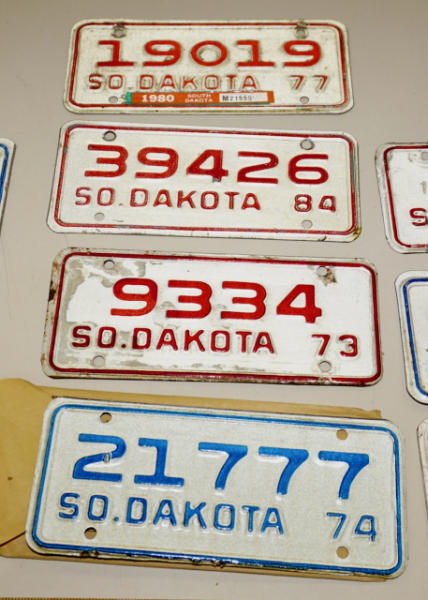 19019
SO. DAKOTA 77
1980 SOUTH DAKOTA
39426
SO. DAKOTA 84
9334
SO. DAKOTA 73
21777
SO. DAKOTA 74